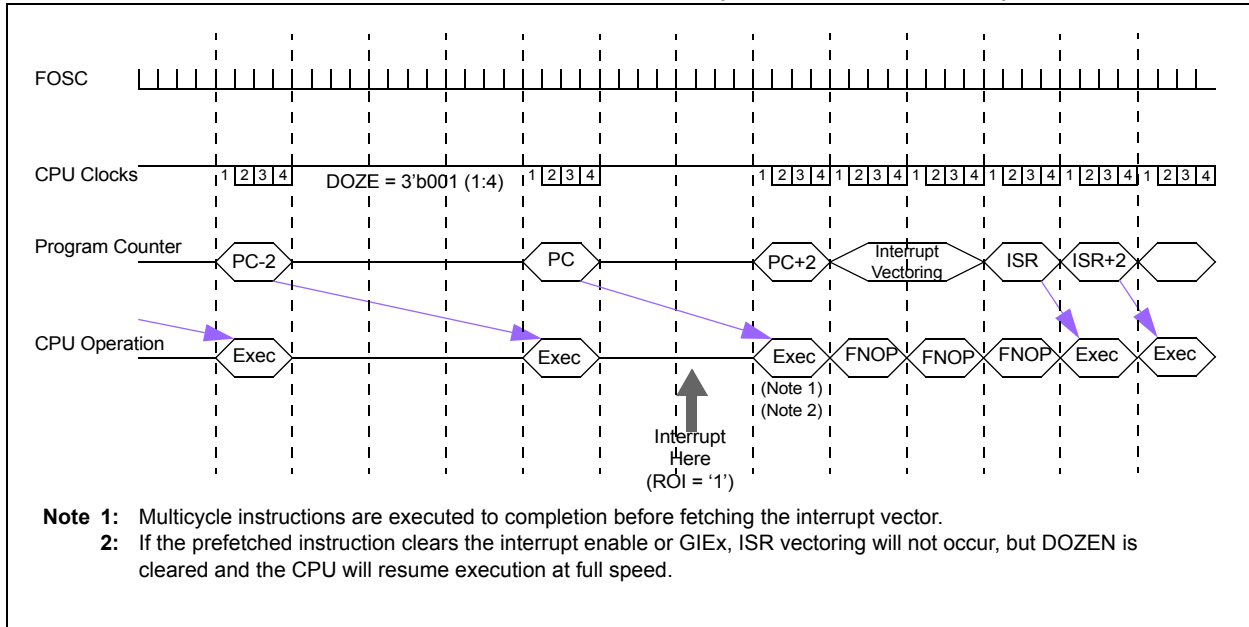 FOSC
CPU Clocks
1 2 3 4
DOZE = 3'b001 (1:4)
1 2 3 4
1 2 3 4
1 2 3 4
1 2 3 4
1 2 3 4
1 2 3 4
1 2 3 4
Program Counter
PC-2
PC
PC+2
Interrupt
Vectoring
ISR
ISR+2
CPU Operation
Exec
Exec
Exec
FNOP
FNOP
FNOP
Exec
Exec
(Note 1)
(Note 2)
Interrupt
Here
(ROI = ‘1’)
Note 1: Multicycle instructions are executed to completion before fetching the interrupt vector.
2: If the prefetched instruction clears the interrupt enable or GIEx, ISR vectoring will not occur, but DOZEN is
cleared and the CPU will resume execution at full speed.